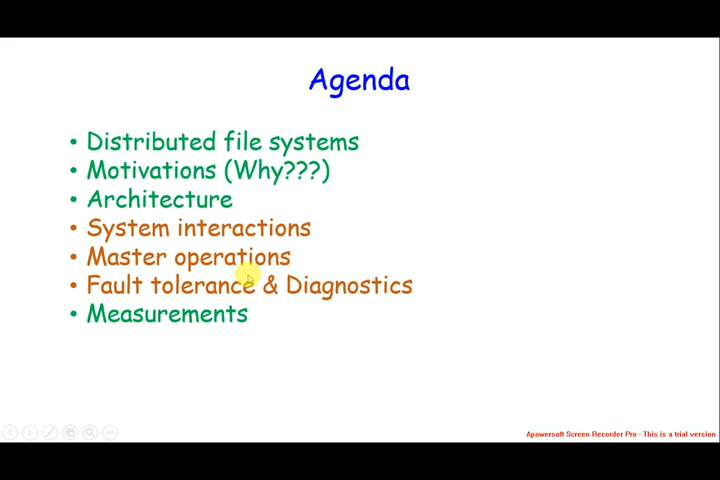 Agenda
• Distributed file systems
• Motivations (Why???)
• Architecture
• System interactions
• Master operations
• Fault tolerance & Diagnostics
• Measurements
Apowersoft Screen Recorder Pro - This is a trial version